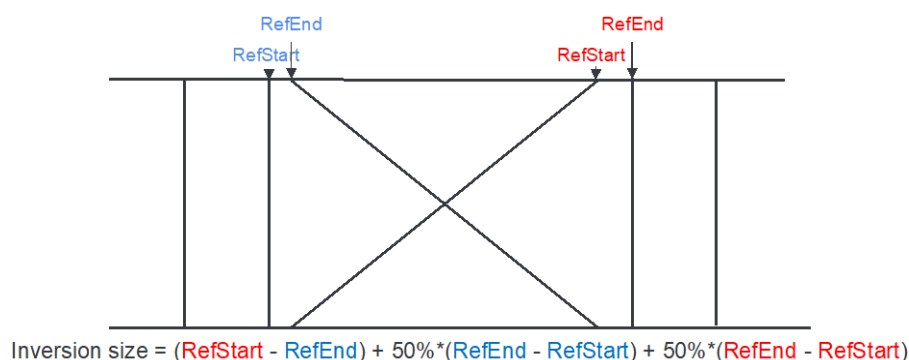 RefEnd RefEnd
RefStart RefStart
Inversion size = (RefStart - RefEnd) + 50%*(RefEnd - RefStart) + 50%*(RefEnd - RefStart)